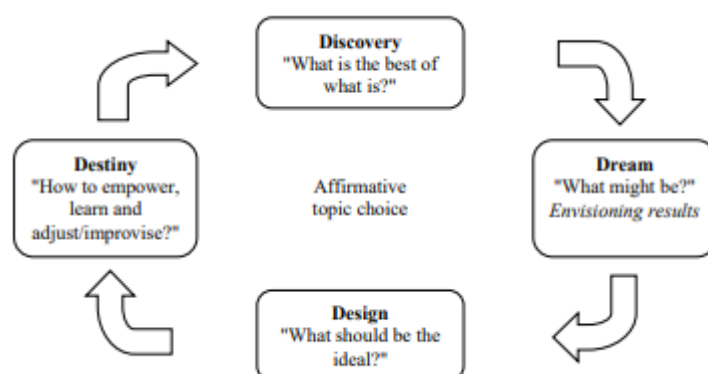 Discovery
"What is the best of
what is?"
Destiny
"How to empower,
learn and
adjust/improvise?"
Affirmative
topic choice
Dream
"What might be?"
Envisioning results
Design
"What should be the
ideal?"